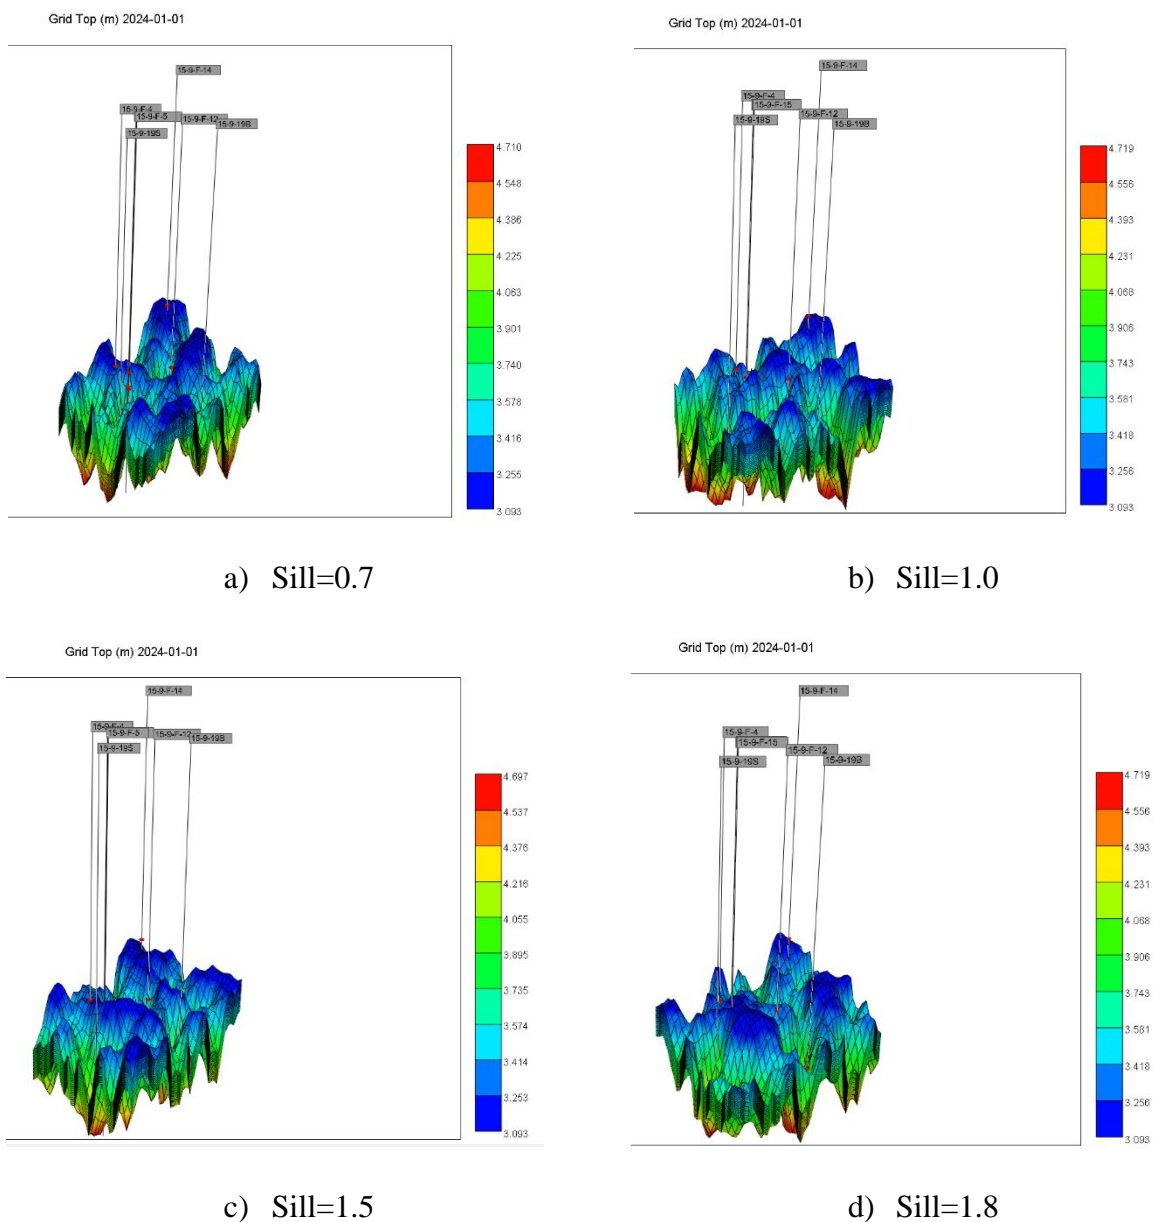 Grid Top (m) 2024-01-01
15-9-F-14
15-9-F-4
15-9-F-5
15-9-F-12
15-9-19B
15-9-19S
4.710
4.548
4.386
4.225
4.063
3.901
3.740
3.578
3.416
3.255
3.093
a) Sill=0.7
Grid Top (m) 2024-01-01
15-9-F-14
15-9-F-4
15-9-F-15
15-9-F-12
15-9-19S
15-9-19B
4.719
4.556
4.393
4.231
4.068
3.906
3.743
3.581
3.418
3.256
3.093
b) Sill=1.0
Grid Top (m) 2024-01-01
15-9-F-14
15-9-F-4
15-9-F-5
15-9-F-12
15-9-19B
15-9-19S
4.697
4.537
4.376
4.216
4.055
3.895
3.735
3.574
3.414
3.253
3.093
c) Sill=1.5
Grid Top (m) 2024-01-01
15-9-F-14
15-9-F-4
15-9-F-15
15-9-F-12
15-9-19S
15-9-19B
4.719
4.556
4.393
4.231
4.068
3.906
3.743
3.581
3.418
3.256
3.093
d) Sill=1.8